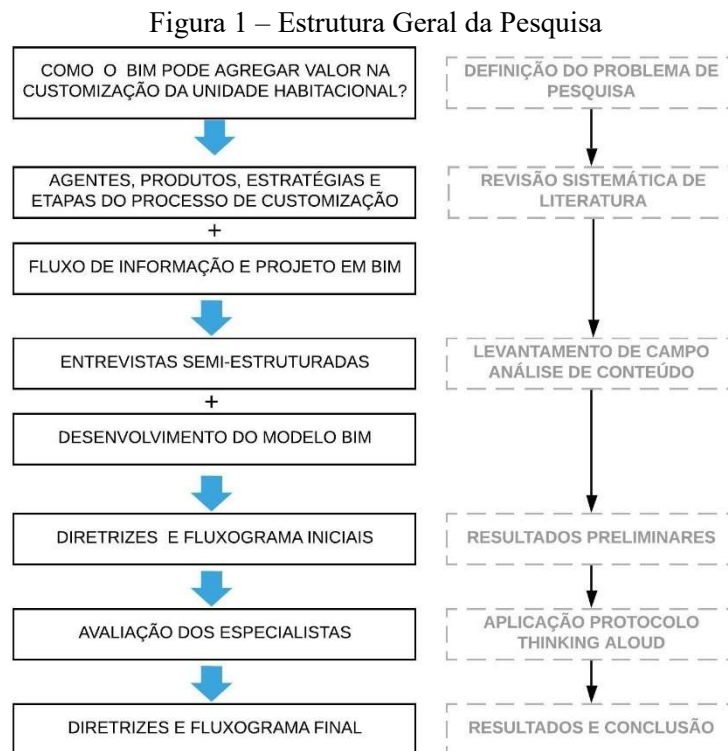 Figura 1 – Estrutura Geral da Pesquisa
COMO O BIM PODE AGREGAR VALOR NA
CUSTOMIZAÇÃO DA UNIDADE HABITACIONAL?
DEFINIÇÃO DO PROBLEMA DE
PESQUISA
AGENTES, PRODUTOS, ESTRATÉGIAS E
ETAPAS DO PROCESSO DE CUSTOMIZAÇÃO
REVISÃO SISTEMÁTICA DE
LITERATURA
+
FLUXO DE INFORMAÇÃO E PROJETO EM BIM
ENTREVISTAS SEMI-ESTRUTURADAS
LEVANTAMENTO DE CAMPO
ANÁLISE DE CONTEÚDO
+
DESENVOLVIMENTO DO MODELO BIM
DIRETRIZES E FLUXOGRAMA INICIAIS
RESULTADOS PRELIMINARES
AVALIAÇÃO DOS ESPECIALISTAS
APLICAÇÃO PROTOCOLO
THINKING ALOUD
DIRETRIZES E FLUXOGRAMA FINAL
RESULTADOS E CONCLUSÃO